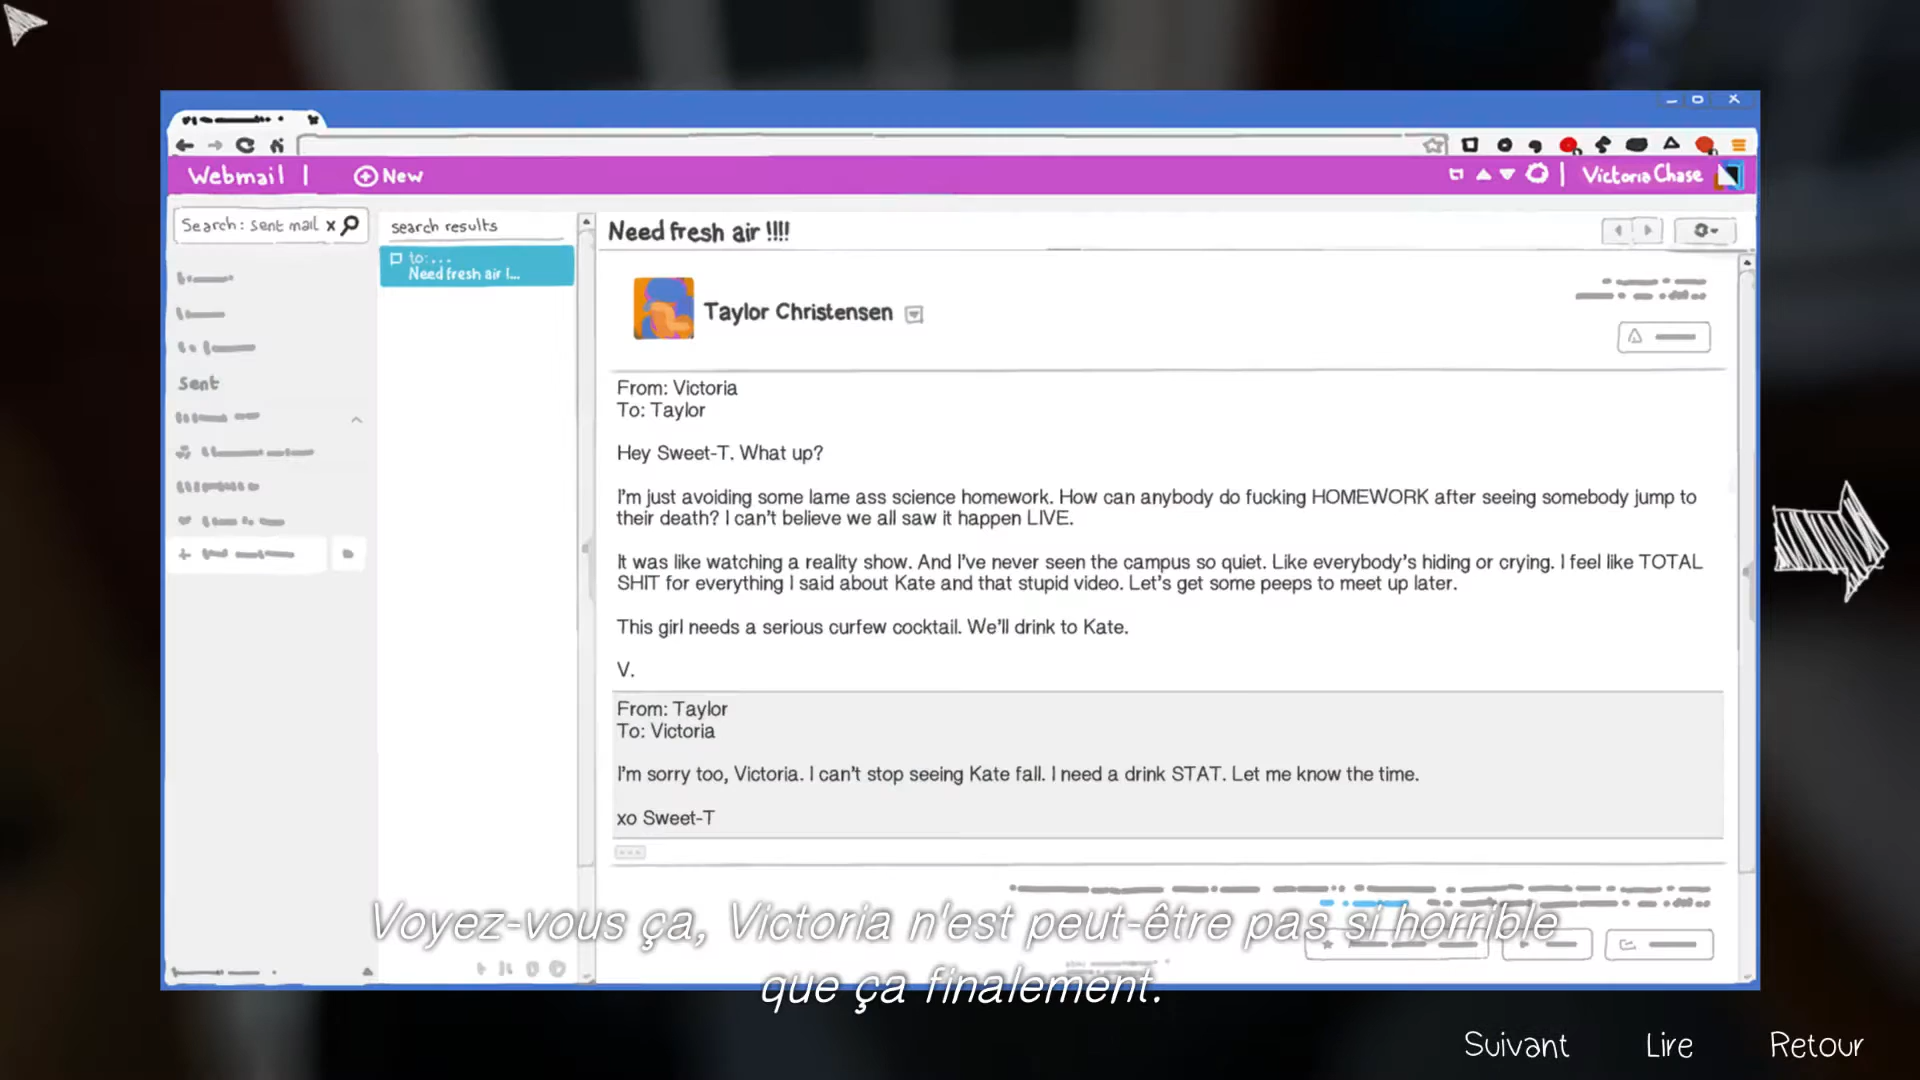 Webmail | New
Victoria Chase
Search: sent mail x
search results
to:...
Need fresh air !...
Sent
Need fresh air !!!!
Taylor Christensen
From: Victoria
To: Taylor
Hey Sweet-T. What up?
I'm just avoiding some lame ass science homework. How can anybody do fucking HOMEWORK after seeing somebody jump to
their death? I can't believe we all saw it happen LIVE.
It was like watching a reality show. And I've never seen the campus so quiet. Like everybody's hiding or crying. I feel like TOTAL
SHIT for everything I said about Kate and that stupid video. Let's get some peeps to meet up later.
This girl needs a serious curfew cocktail. We'll drink to Kate.
V.
From: Taylor
To: Victoria
I'm sorry too, Victoria. I can't stop seeing Kate fall. I need a drink STAT. Let me know the time.
xo Sweet-T
Voyez-vous ça, Victoria n'est peut-être pas si horrible
que ça finalement.
Suivant Lire Retour